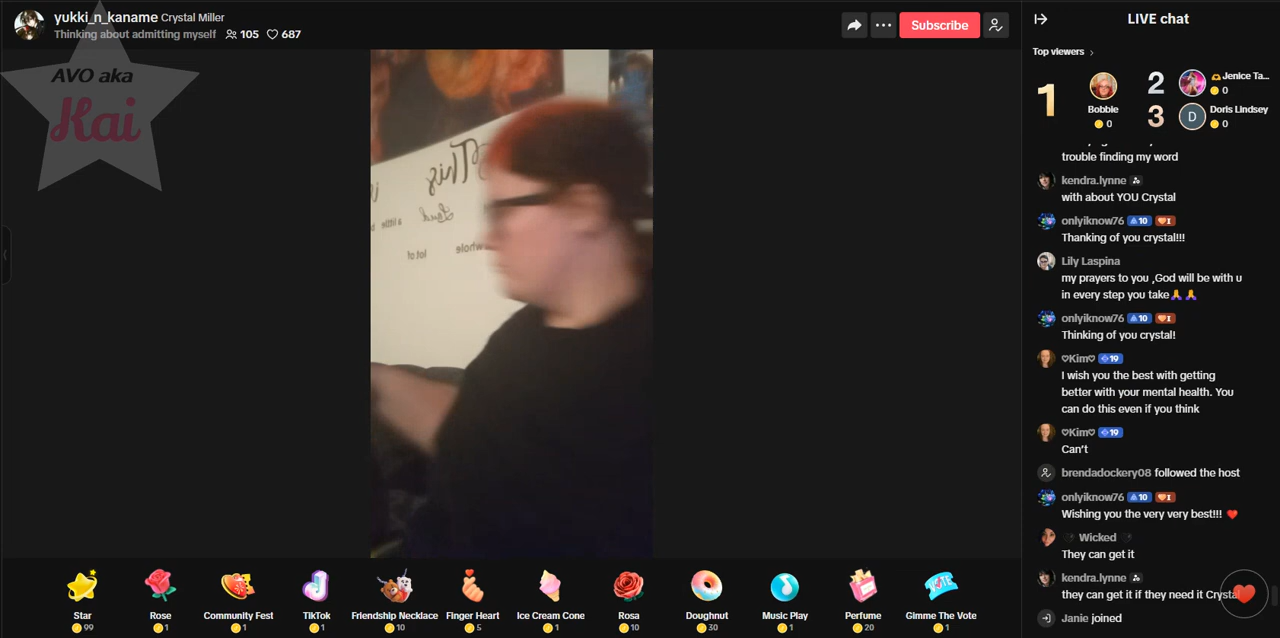 yukki_n_kaname Crystal Miller
Thinking about admitting myself 105 687
Subscribe
AVO aka
Kai
This
Loud
a little
whole
lot of
Star
99
Rose
1
Community Fest
1
TikTok
1
Friendship Necklace
10
Finger Heart
5
Ice Cream Cone
1
Rosa
10
Doughnut
30
Music Play
1
Perfume
20
Gimme The Vote
1
LIVE chat
Top viewers >
1
Bobbie
0
2
Jenice Ta...
0
3
D
Doris Lindsey
0
trouble finding my word
kendra.lynne
with about YOU Crystal
onlyiknow76 10 I
Thanking of you crystal!!!
Lily Laspina
my prayers to you ,God will be with u
in every step you take🙏🙏
onlyiknow76 10 I
Thinking of you crystal!
♡Kim♡ 19
I wish you the best with getting
better with your mental health. You
can do this even if you think
♡Kim♡ 19
Can't
brendadockery08 followed the host
onlyiknow76 10 I
Wishing you the very very best!!! ❤️
Wicked
They can get it
kendra.lynne
they can get it if they need it Crysta
Janie joined